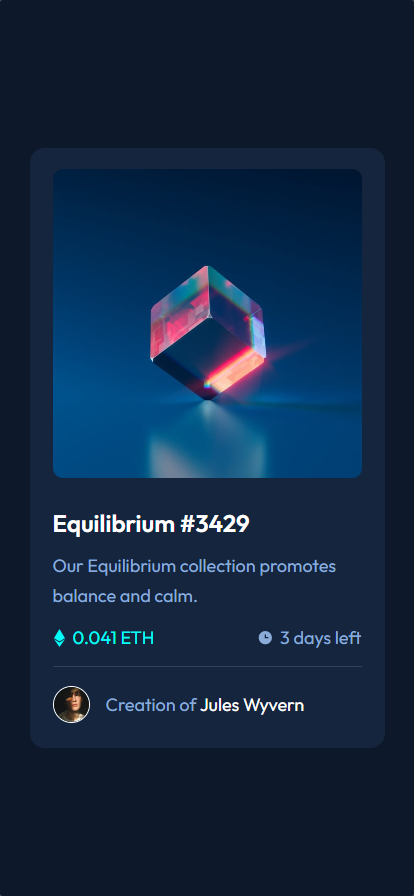 Equilibrium #3429
Our Equilibrium collection promotes
balance and calm.
0.041 ETH
3 days left
Creation of Jules Wyvern